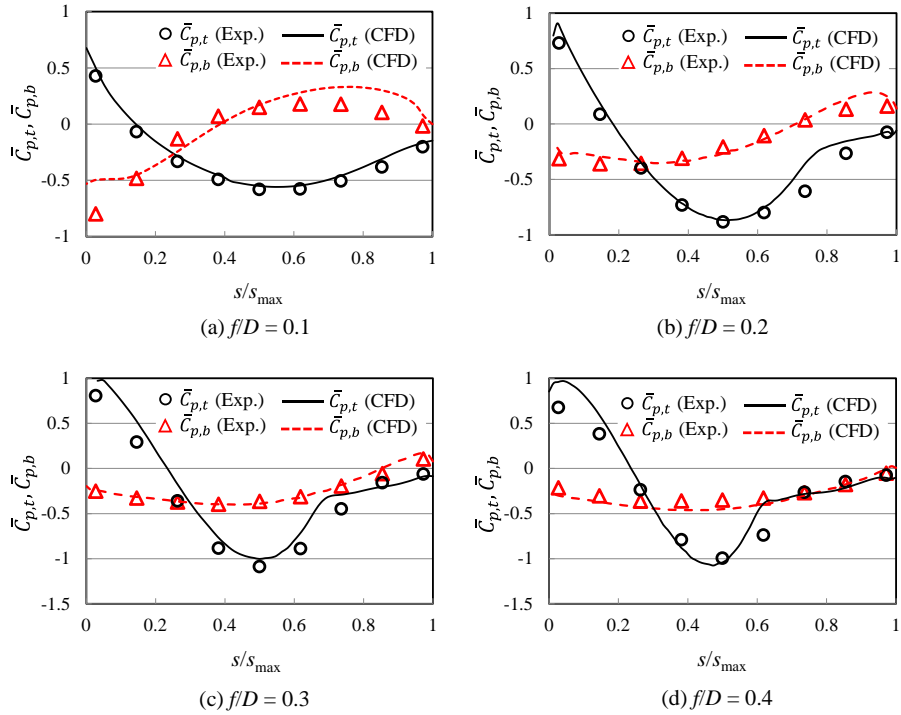 C̄p,t (Exp.) C̄p,t (CFD)
C̄p,b (Exp.) C̄p,b (CFD)
1
0.5
0
-0.5
-1
C̄p,t, C̄p,b
0 0.2 0.4 0.6 0.8 1
s/smax
(a) f/D = 0.1
C̄p,t (Exp.) C̄p,t (CFD)
C̄p,b (Exp.) C̄p,b (CFD)
1
0.5
0
-0.5
-1
C̄p,t, C̄p,b
0 0.2 0.4 0.6 0.8 1
s/smax
(b) f/D = 0.2
C̄p,t (Exp.) C̄p,t (CFD)
C̄p,b (Exp.) C̄p,b (CFD)
1
0.5
0
-0.5
-1
-1.5
C̄p,t, C̄p,b
0 0.2 0.4 0.6 0.8 1
s/smax
(c) f/D = 0.3
C̄p,t (Exp.) C̄p,t (CFD)
C̄p,b (Exp.) C̄p,b (CFD)
1
0.5
0
-0.5
-1
-1.5
C̄p,t, C̄p,b
0 0.2 0.4 0.6 0.8 1
s/smax
(d) f/D = 0.4